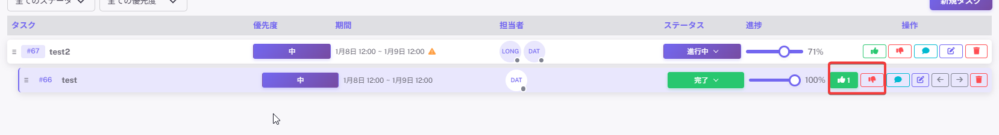 全てのステータ 全ての優先度 新規タスク
タスク 優先度 期間 担当者 ステータス 進捗 操作
#67 test2 中 1月8日 12:00 ~ 1月9日 12:00 LONG DAT 進行中 71%
#66 test 中 1月8日 12:00 ~ 1月9日 12:00 DAT 完了 100% 1